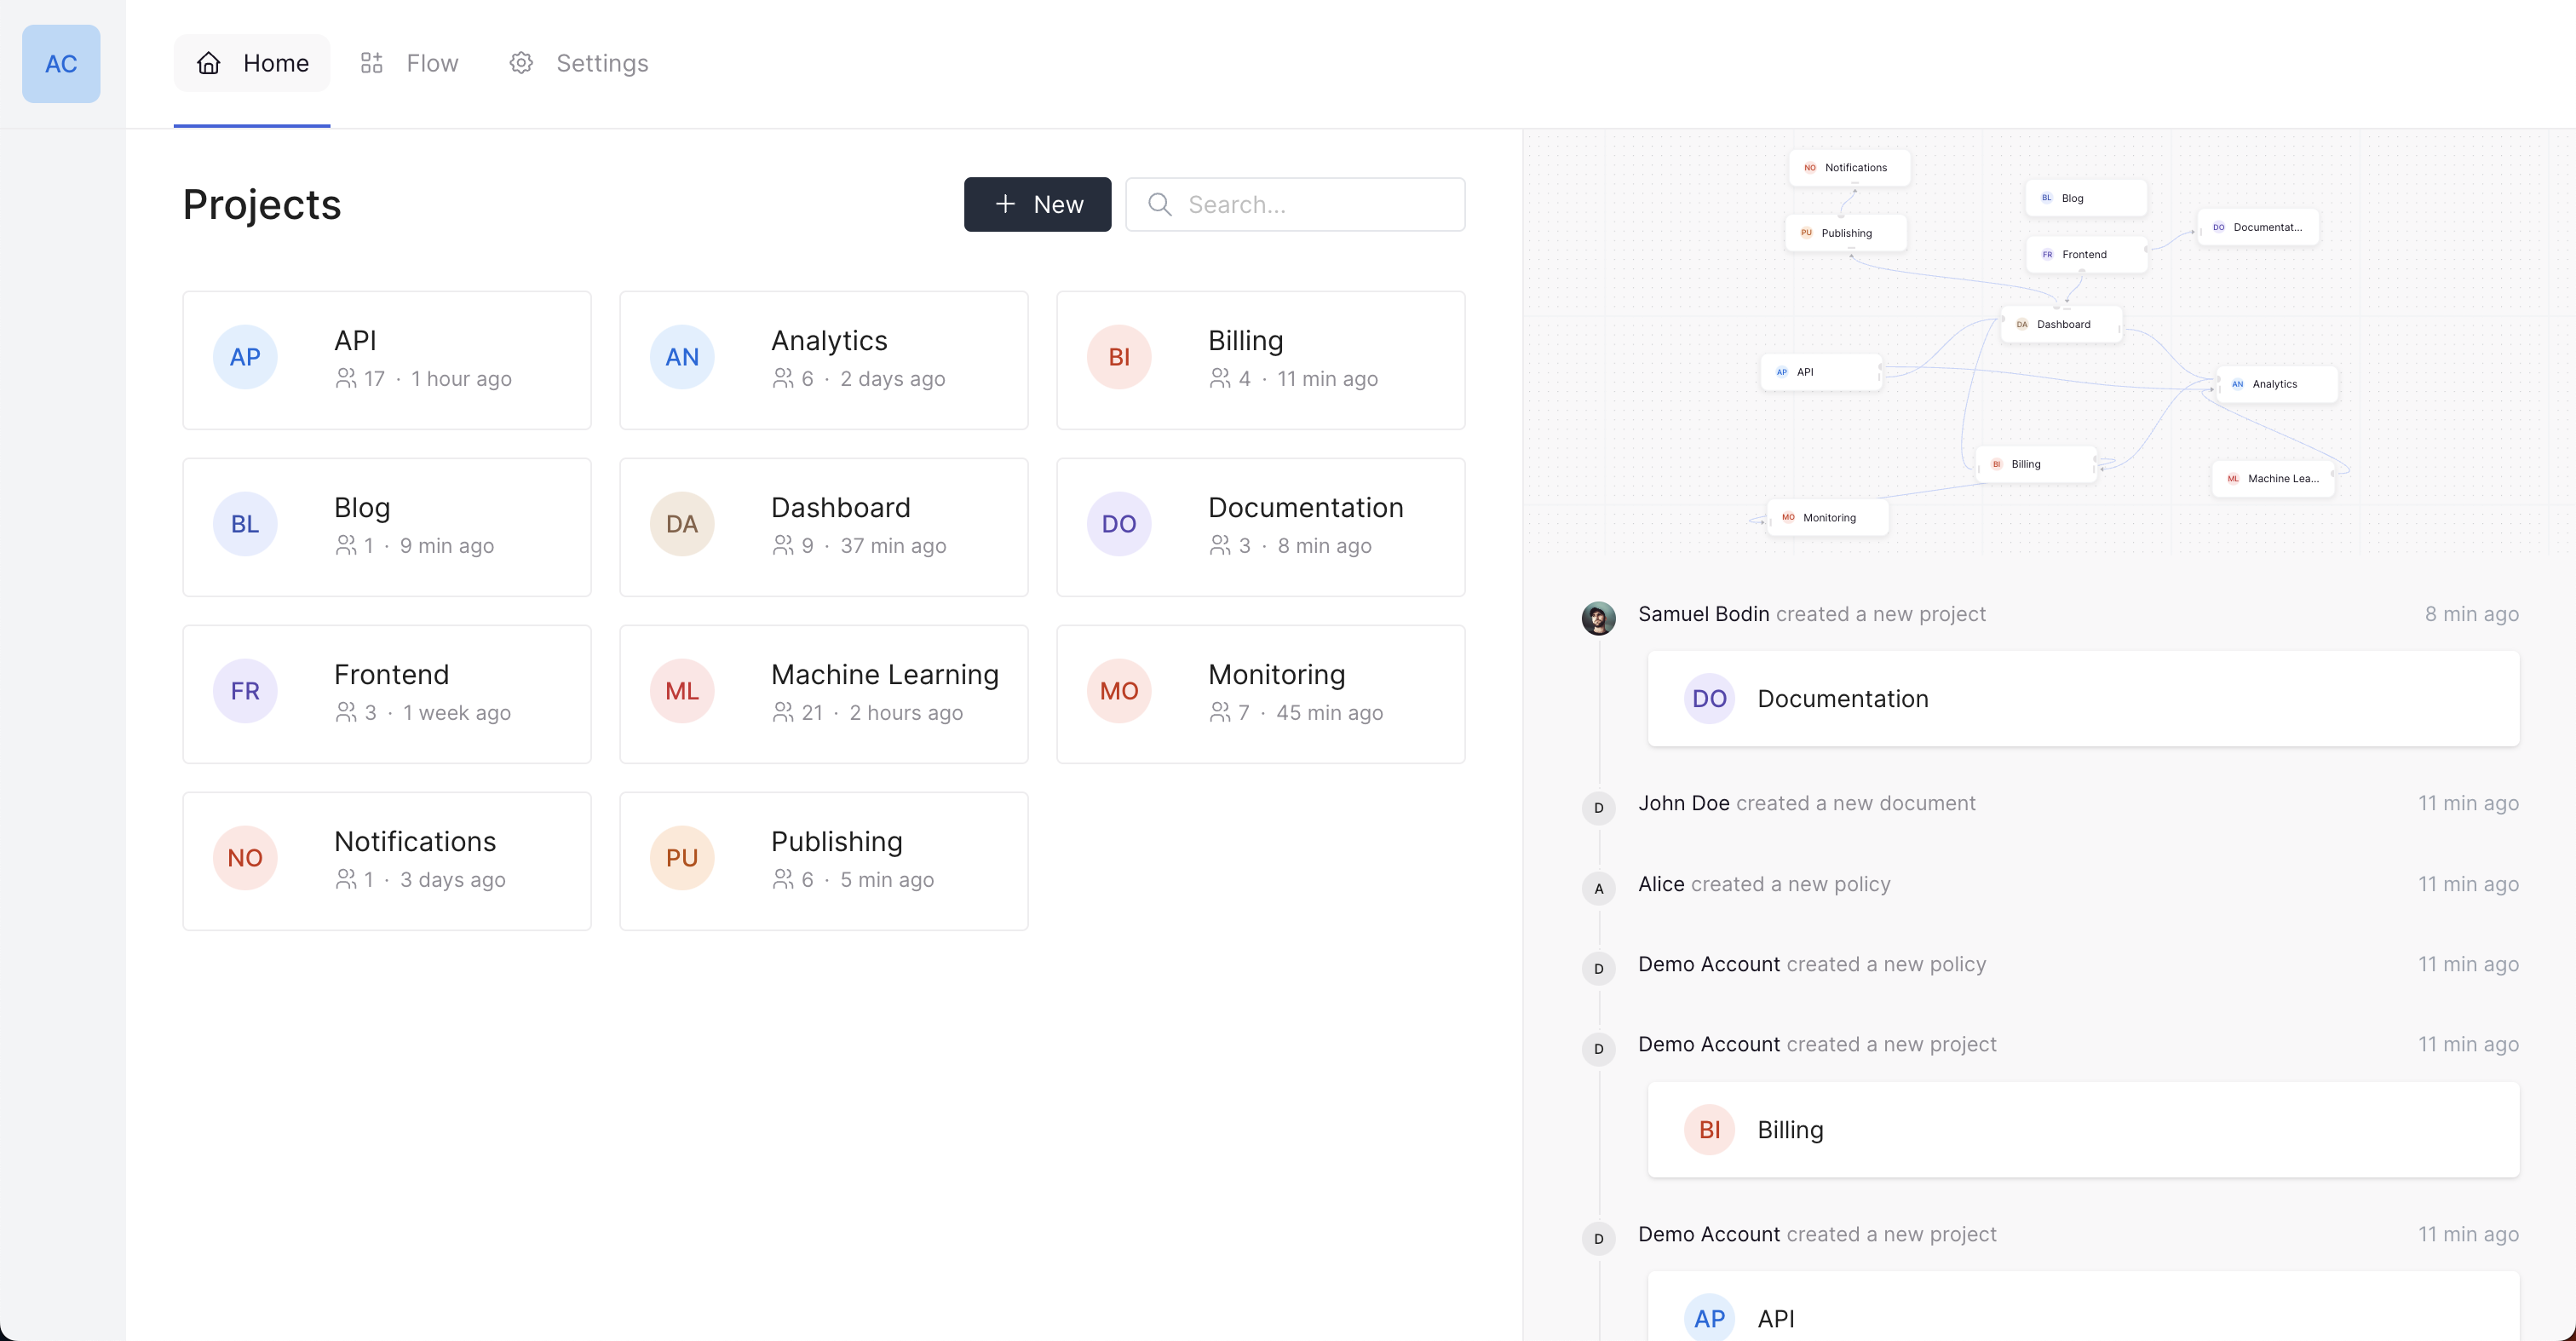 AC
Home
Flow
Settings
Projects
New
Search...
AP
API
17 · 1 hour ago
AN
Analytics
6 · 2 days ago
BI
Billing
4 · 11 min ago
BL
Blog
1 · 9 min ago
DA
Dashboard
9 · 37 min ago
DO
Documentation
3 · 8 min ago
FR
Frontend
3 · 1 week ago
ML
Machine Learning
21 · 2 hours ago
MO
Monitoring
7 · 45 min ago
NO
Notifications
1 · 3 days ago
PU
Publishing
6 · 5 min ago
NO Notifications
BL Blog
DO Documentat...
PU Publishing
FR Frontend
DA Dashboard
AP API
AN Analytics
BI Billing
ML Machine Lea...
MO Monitoring
Samuel Bodin created a new project
8 min ago
DO Documentation
D
John Doe created a new document
11 min ago
A
Alice created a new policy
11 min ago
D
Demo Account created a new policy
11 min ago
D
Demo Account created a new project
11 min ago
BI Billing
D
Demo Account created a new project
11 min ago
AP API